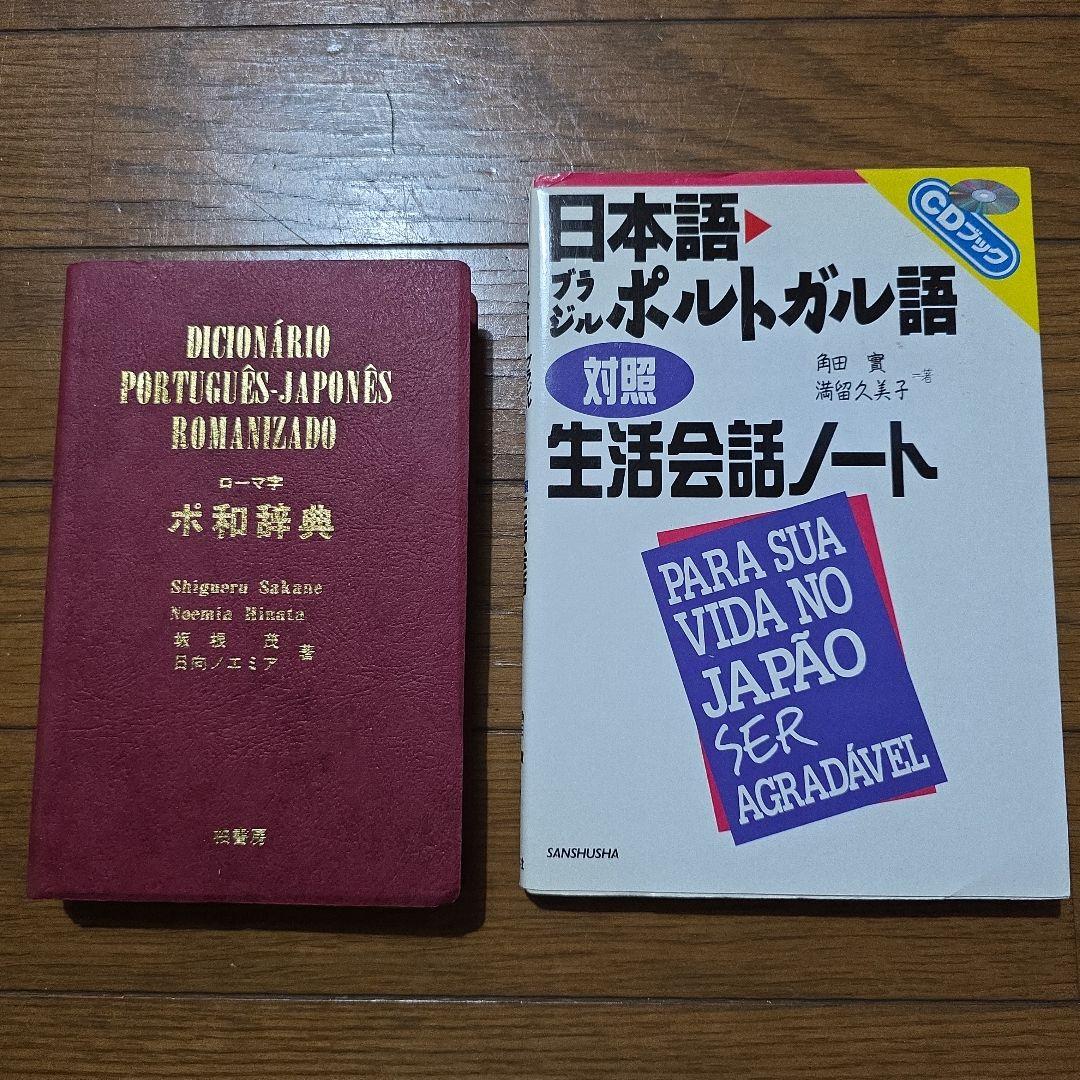 DICIONÁRIO
PORTUGUÊS-JAPONÊS
ROMANIZADO
ローマ字
ポ和辞典
Shigueru Sakane
Noemia Hinata
坂根 茂
日向ノエミア 著
日本語
ブラジルポルトガル語
対照
生活会話ノート
角田 實
満留久美子 =著
CDブック
PARA SUA
VIDA NO
JAPÃO
SER
AGRADÁVEL
SANSHUSHA